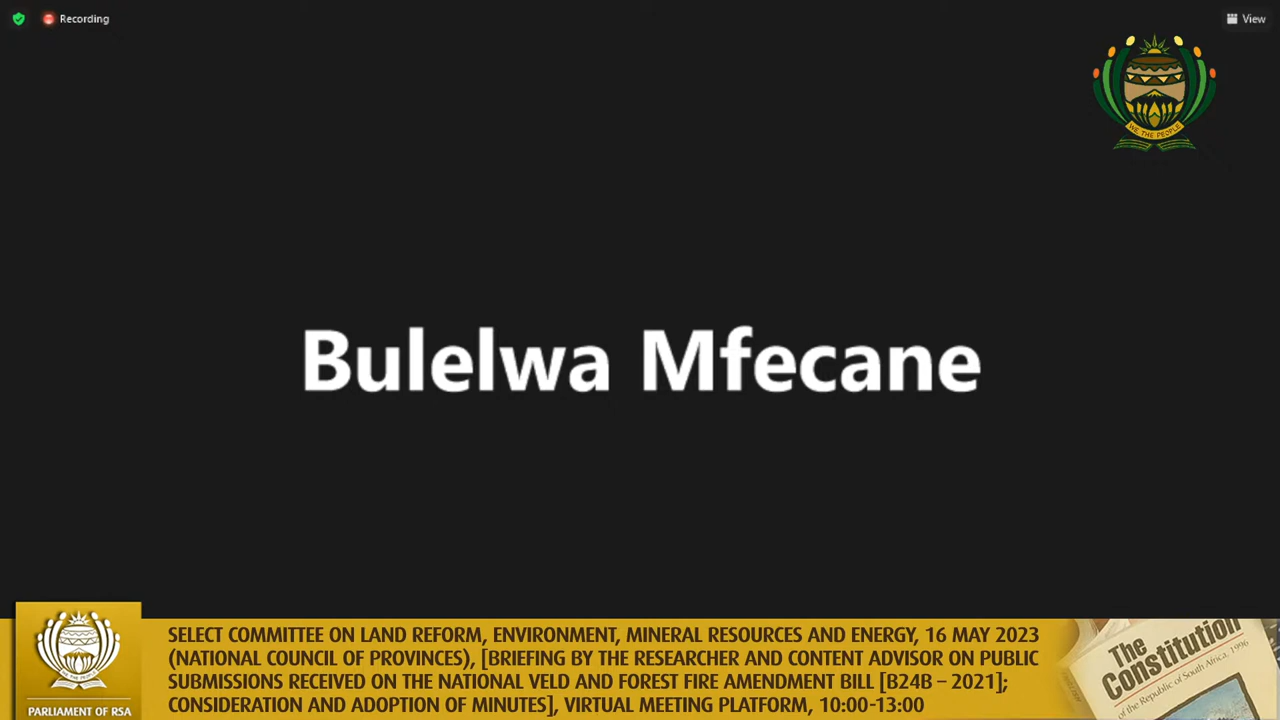 Recording
View
WE, THE PEOPLE
Bulelwa Mfecane
SELECT COMMITTEE ON LAND REFORM, ENVIRONMENT, MINERAL RESOURCES AND ENERGY, 16 MAY 2023
(NATIONAL COUNCIL OF PROVINCES), [BRIEFING BY THE RESEARCHER AND CONTENT ADVISOR ON PUBLIC
SUBMISSIONS RECEIVED ON THE NATIONAL VELD AND FOREST FIRE AMENDMENT BILL [B24B – 2021];
CONSIDERATION AND ADOPTION OF MINUTES], VIRTUAL MEETING PLATFORM, 10:00-13:00
PARLIAMENT OF RSA
The
Constitution
of the Republic of South Africa, 1996